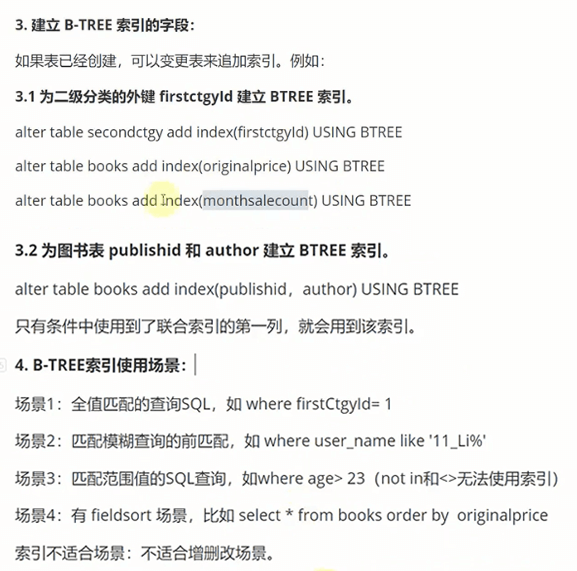 3. 建立 B-TREE 索引的字段：
如果表已经创建，可以变更表来追加索引。例如：
3.1 为二级分类的外键 firstctgyId 建立 BTREE 索引。
alter table secondctgy add index(firstctgyId) USING BTREE
alter table books add index(originalprice) USING BTREE
alter table books add index(monthsalecount) USING BTREE
3.2 为图书表 publishid 和 author 建立 BTREE 索引。
alter table books add index(publishid，author) USING BTREE
只有条件中使用到了联合索引的第一列，就会用到该索引。
4. B-TREE索引使用场景：
场景1：全值匹配的查询SQL，如 where firstCtgyId= 1
场景2：匹配模糊查询的前匹配，如 where user_name like '11_Li%'
场景3：匹配范围值的SQL查询，如where age> 23（not in和<>无法使用索引）
场景4：有 fieldsort 场景，比如 select * from books order by originalprice
索引不适合场景：不适合增删改场景。